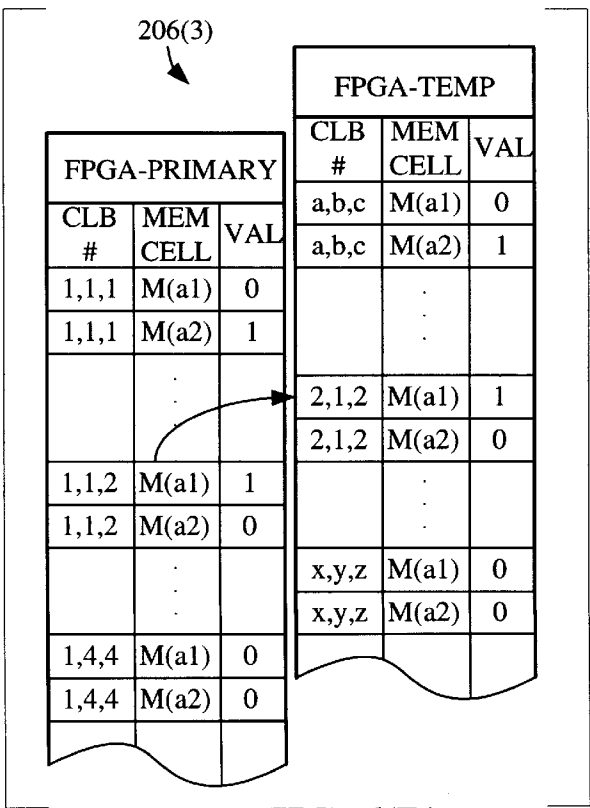 206(3)
FPGA-PRIMARY
CLB # MEM CELL VAL
1,1,1 M(a1) 0
1,1,1 M(a2) 1
1,1,2 M(a1) 1
1,1,2 M(a2) 0
1,4,4 M(a1) 0
1,4,4 M(a2) 0
FPGA-TEMP
CLB # MEM CELL VAL
a,b,c M(a1) 0
a,b,c M(a2) 1
2,1,2 M(a1) 1
2,1,2 M(a2) 0
x,y,z M(a1) 0
x,y,z M(a2) 0